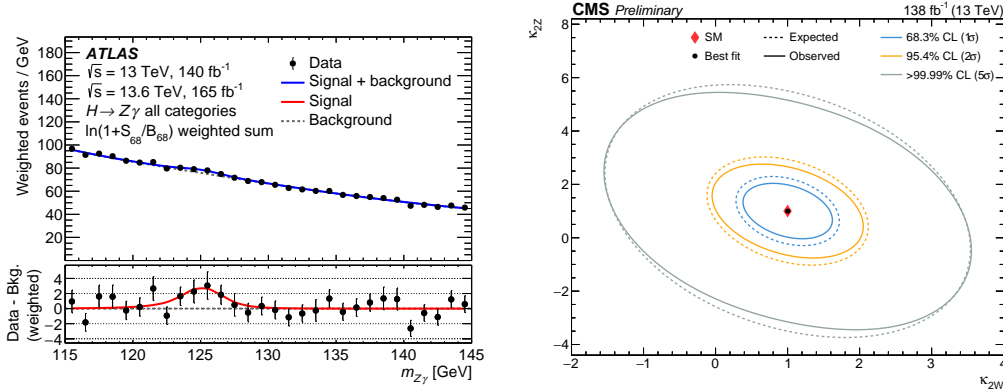 ATLAS
√s = 13 TeV, 140 fb⁻¹
√s = 13.6 TeV, 165 fb⁻¹
H→ Zγ all categories
ln(1+S₆₈/B₆₈) weighted sum
Data
Signal + background
Signal
Background
Weighted events / GeV
180
160
140
120
100
80
60
40
20
Data - Bkg.
(weighted)
4
2
0
−2
−4
115 120 125 130 135 140 145
m_Zγ [GeV]
CMS Preliminary 138 fb⁻¹ (13 TeV)
κ_2Z
SM
Best fit
Expected
Observed
68.3% CL (1σ)
95.4% CL (2σ)
>99.99% CL (5σ)
8
6
4
2
0
−2
−4
−2 −1 0 1 2 3 4
κ_2W